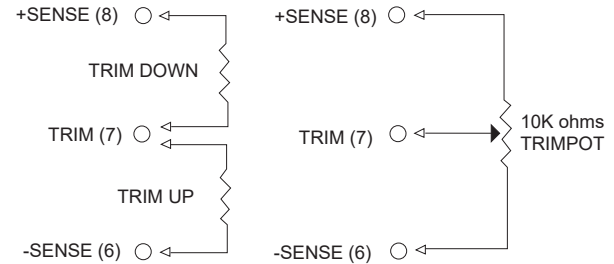 +SENSE (8)
TRIM DOWN
TRIM (7)
TRIM UP
-SENSE (6)
+SENSE (8)
TRIM (7)
10K ohms
TRIMPOT
-SENSE (6)